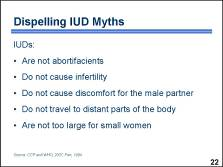 Dispelling IUD Myths
IUDs:
• Are not abortifacients
• Do not cause infertility
• Do not cause discomfort for the male partner
• Do not travel to distant parts of the body
• Are not too large for small women
Source: CCP and WHO, 2007;
22